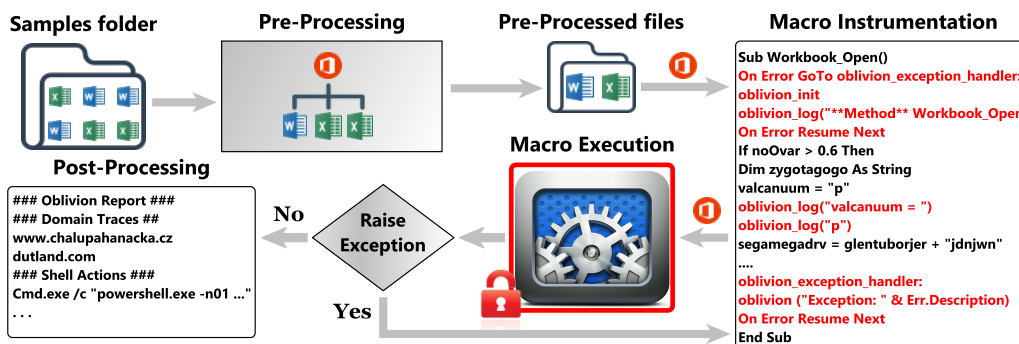 Samples folder
Pre-Processing
Pre-Processed files
Macro Instrumentation
Sub Workbook_Open()
On Error GoTo oblivion_exception_handler:
oblivion_init
oblivion_log("**Method** Workbook_Open
On Error Resume Next
If noOvar > 0.6 Then
Dim zygotagogo As String
valcanuum = "p"
oblivion_log("valcanuum = ")
oblivion_log("p")
segamegadrv = glentuborjer + "jdnjwn"
....
oblivion_exception_handler:
oblivion ("Exception: " & Err.Description)
On Error Resume Next
End Sub
Macro Execution
Raise
Exception
No
Yes
Post-Processing
### Oblivion Report ###
### Domain Traces ##
www.chalupahanacka.cz
dutland.com
### Shell Actions ###
Cmd.exe /c "powershell.exe -n01 ..."
. . .